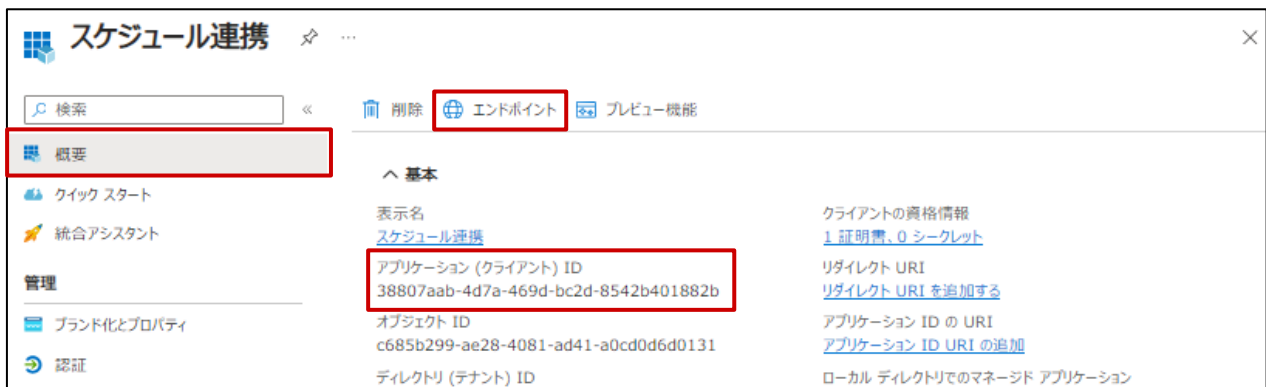 スケジュール連携
検索
概要
クイック スタート
統合アシスタント
管理
ブランド化とプロパティ
認証
削除 エンドポイント プレビュー機能
基本
表示名
スケジュール連携
アプリケーション (クライアント) ID
38807aab-4d7a-469d-bc2d-8542b401882b
オブジェクト ID
c685b299-ae28-4081-ad41-a0cd0d6d0131
ディレクトリ (テナント) ID
クライアントの資格情報
1 証明書、0 シークレット
リダイレクト URI
リダイレクト URI を追加する
アプリケーション ID の URI
アプリケーション ID URI の追加
ローカル ディレクトリでのマネージド アプリケーション